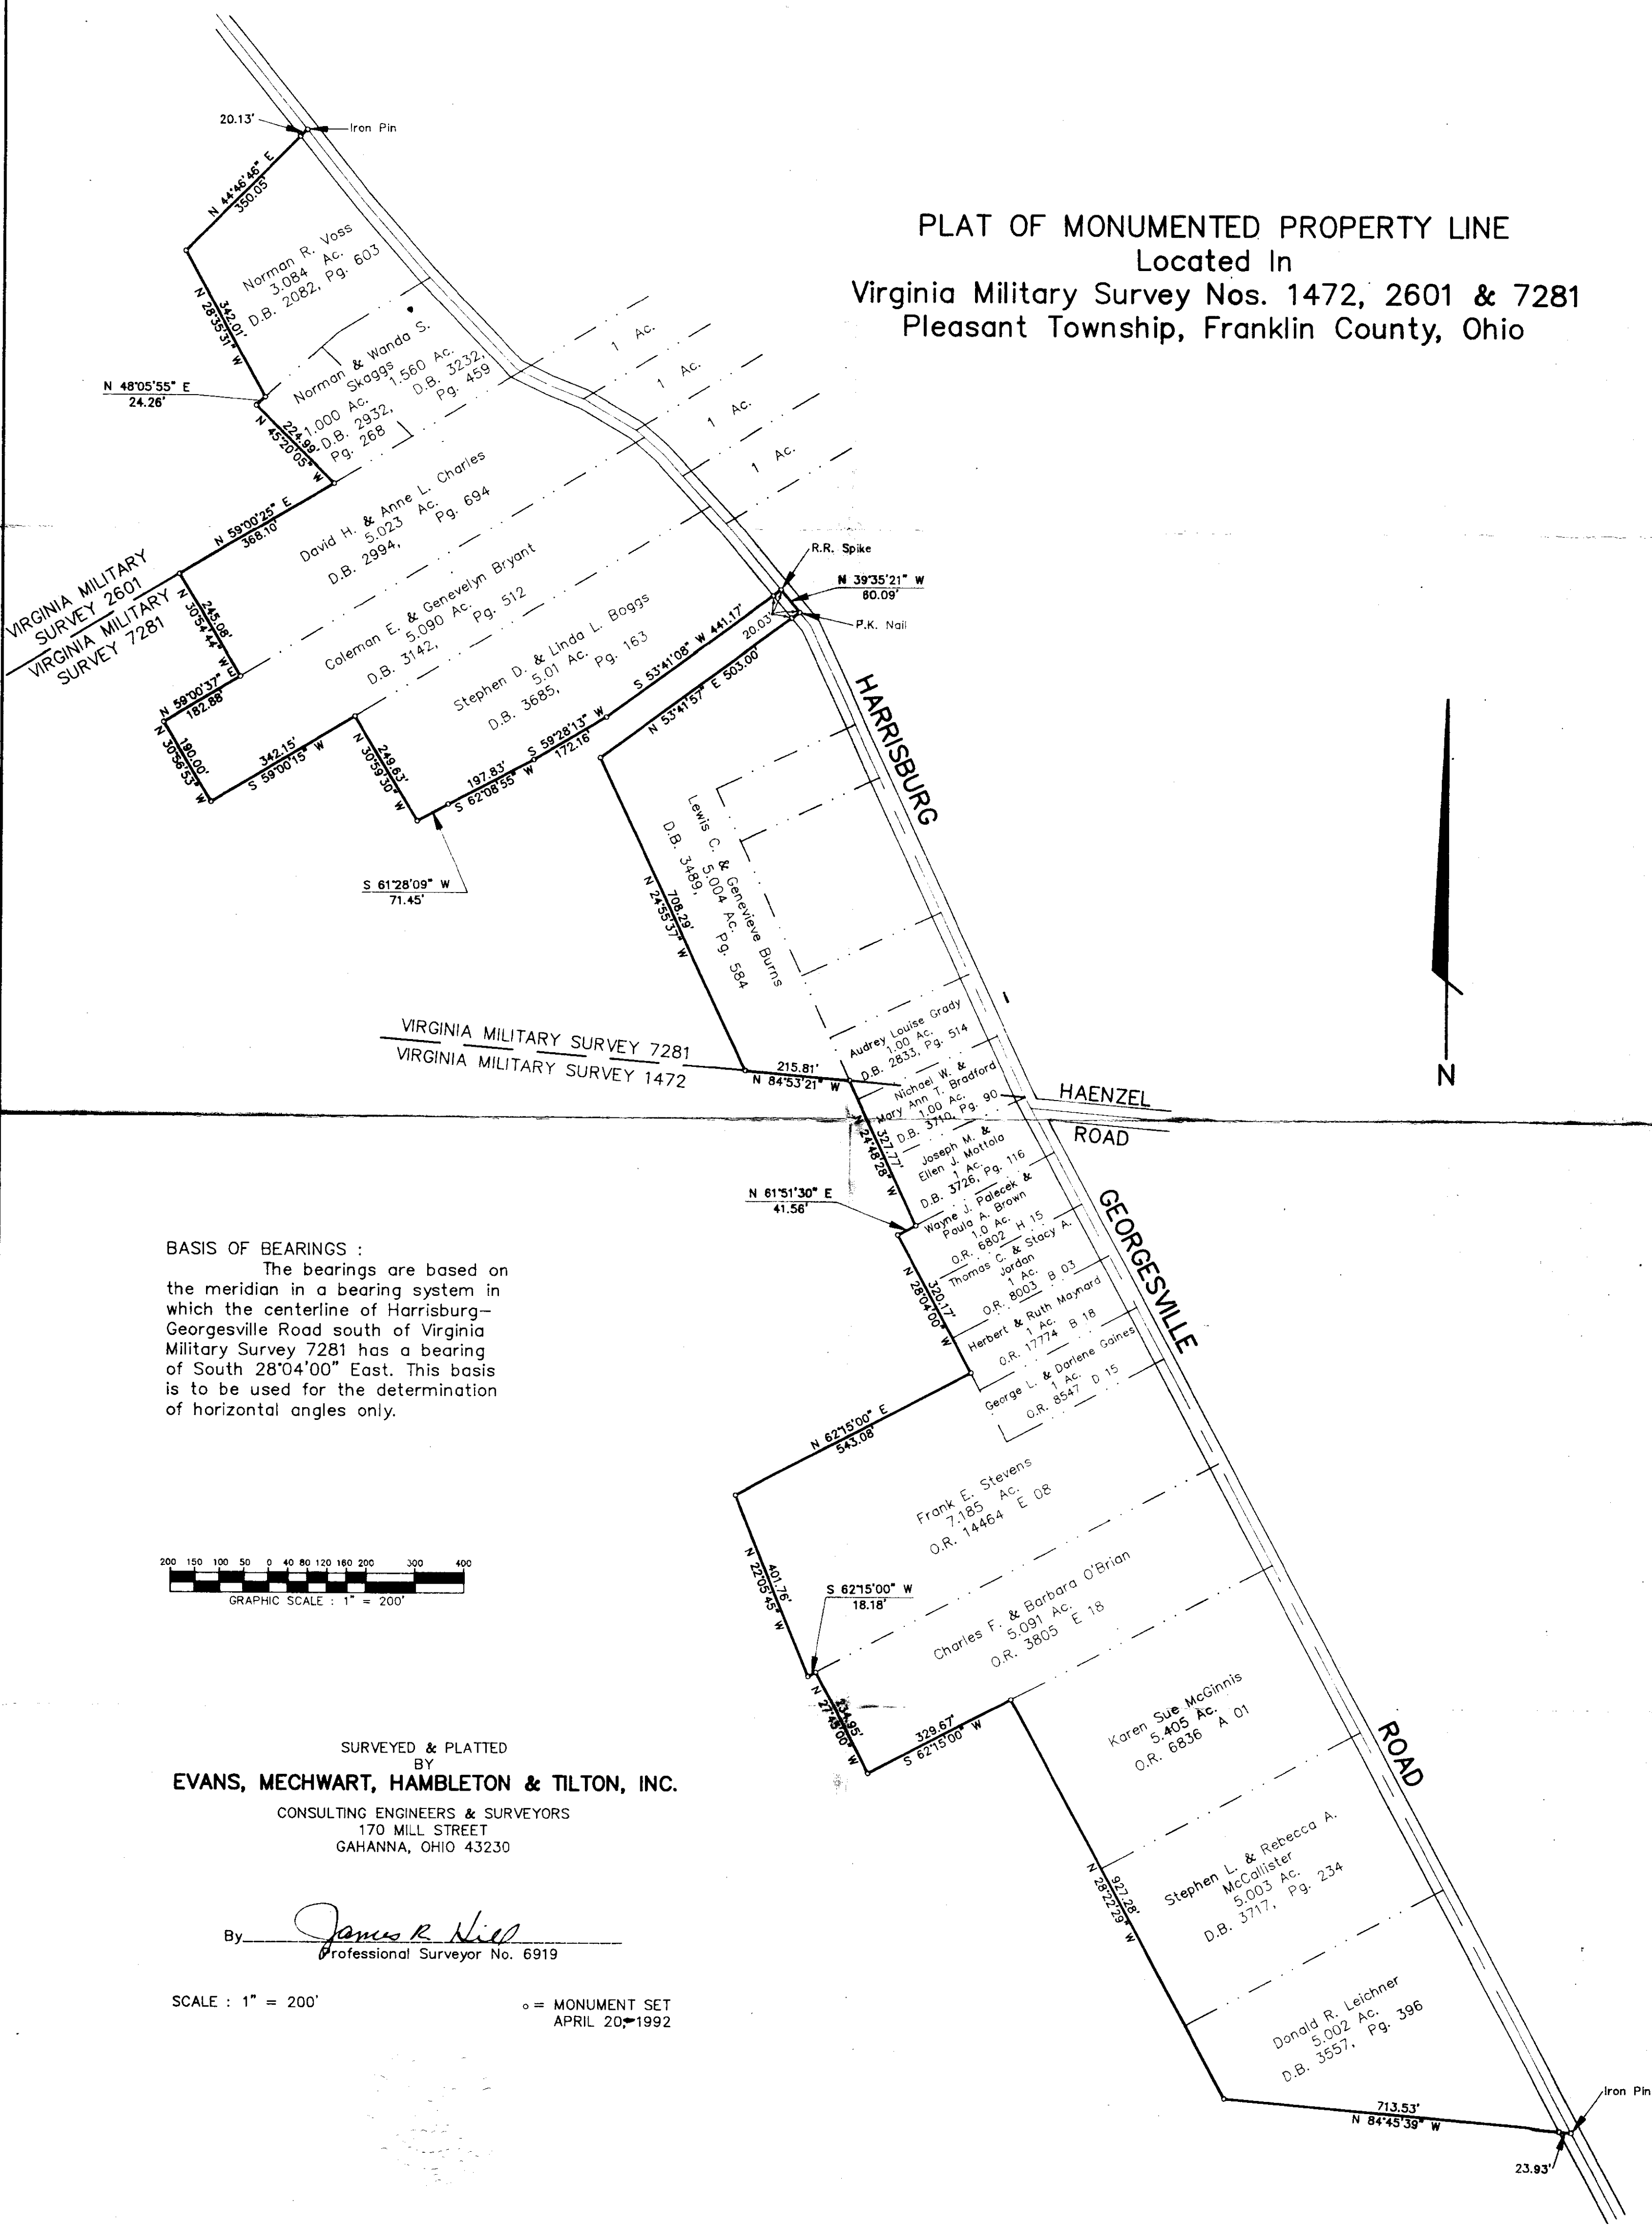 PLAT OF MONUMENTED PROPERTY LINE
Located In
Virginia Military Survey Nos. 1472, 2601 & 7281
Pleasant Township, Franklin County, Ohio
20.13'
Iron Pin
N 44°46'46" E
350.05'
Norman R. Voss
3.084 Ac.
D.B. 2082, Pg. 603
342.01'
N 28°35'31" W
N 48°05'55" E
24.26'
Norman & Wanda S.
Skaggs
1.000 Ac. 1.560 Ac.
D.B. 2932, D.B. 3232,
Pg. 268 Pg. 459
224.99'
N 45°20'05" W
1 Ac.
1 Ac.
1 Ac.
1 Ac.
N 59°00'25" E
368.10'
David H. & Anne L. Charles
5.023 Ac.
D.B. 2994, Pg. 694
VIRGINIA MILITARY
SURVEY 2601
VIRGINIA MILITARY
SURVEY 7281
245.08'
N 30°54'44" W
Coleman E. & Genevelyn Bryant
5.090 Ac.
D.B. 3142, Pg. 512
R.R. Spike
N 39°35'21" W
60.09'
P.K. Nail
20.03'
N 59°00'37" E
182.88'
190.00'
N 30°56'53" W
342.15'
S 59°00'15" W
249.63'
N 30°59'30" W
Stephen D. & Linda L. Boggs
5.01 Ac.
D.B. 3685, Pg. 163
S 53°41'08" W 441.17'
N 53°41'57" E 503.00'
S 59°28'13" W
172.16'
197.83'
S 62°08'55" W
S 61°28'09" W
71.45'
HARRISBURG
Lewis C. & Genevieve Burns
5.004 Ac.
D.B. 3489, Pg. 584
708.29'
N 24°55'37" W
VIRGINIA MILITARY SURVEY 7281
VIRGINIA MILITARY SURVEY 1472
215.81'
N 84°53'21" W
Audrey Louise Grady
1.00 Ac.
D.B. 2833, Pg. 514
Nichael W. &
Mary Ann T. Bradford
1.00 Ac.
D.B. 3710, Pg. 90
HAENZEL
ROAD
N
327.77'
N 24°48'28" W
Joseph M. &
Ellen J. Mottola
1 Ac.
D.B. 3726, Pg. 116
N 61°51'30" E
41.56'
Wayne J. Palecek &
Paula A. Brown
1.0 Ac.
O.R. 6802 H 15
Thomas C. & Stacy A.
Jordan
1 Ac.
O.R. 8003 B 03
GEORGESVILLE
320.17'
N 28°04'00" W
Herbert & Ruth Maynard
1 Ac.
O.R. 17774 B 18
George L. & Darlene Gaines
1 Ac.
O.R. 8547 D 15
BASIS OF BEARINGS :
The bearings are based on
the meridian in a bearing system in
which the centerline of Harrisburg-
Georgesville Road south of Virginia
Military Survey 7281 has a bearing
of South 28°04'00" East. This basis
is to be used for the determination
of horizontal angles only.
N 62°15'00" E
543.08'
Frank E. Stevens
7.185 Ac.
O.R. 14464 E 08
401.76'
N 22°05'45" W
S 62°15'00" W
18.18'
Charles F. & Barbara O'Brian
5.091 Ac.
O.R. 3805 E 18
200 150 100 50 0 40 80 120 160 200 300 400
GRAPHIC SCALE : 1" = 200'
234.95'
N 27°45'00" W
329.67'
S 62°15'00" W
Karen Sue McGinnis
5.405 Ac.
O.R. 6836 A 01
ROAD
SURVEYED & PLATTED
BY
EVANS, MECHWART, HAMBLETON & TILTON, INC.
CONSULTING ENGINEERS & SURVEYORS
170 MILL STREET
GAHANNA, OHIO 43230
927.28'
N 28°22'29" W
Stephen L. & Rebecca A.
McCallister
5.003 Ac.
D.B. 3717, Pg. 234
By James R Hill
Professional Surveyor No. 6919
SCALE : 1" = 200'
o = MONUMENT SET
APRIL 20, 1992
Donald R. Leichner
5.002 Ac.
D.B. 3557, Pg. 396
713.53'
N 84°45'39" W
Iron Pin
23.93'